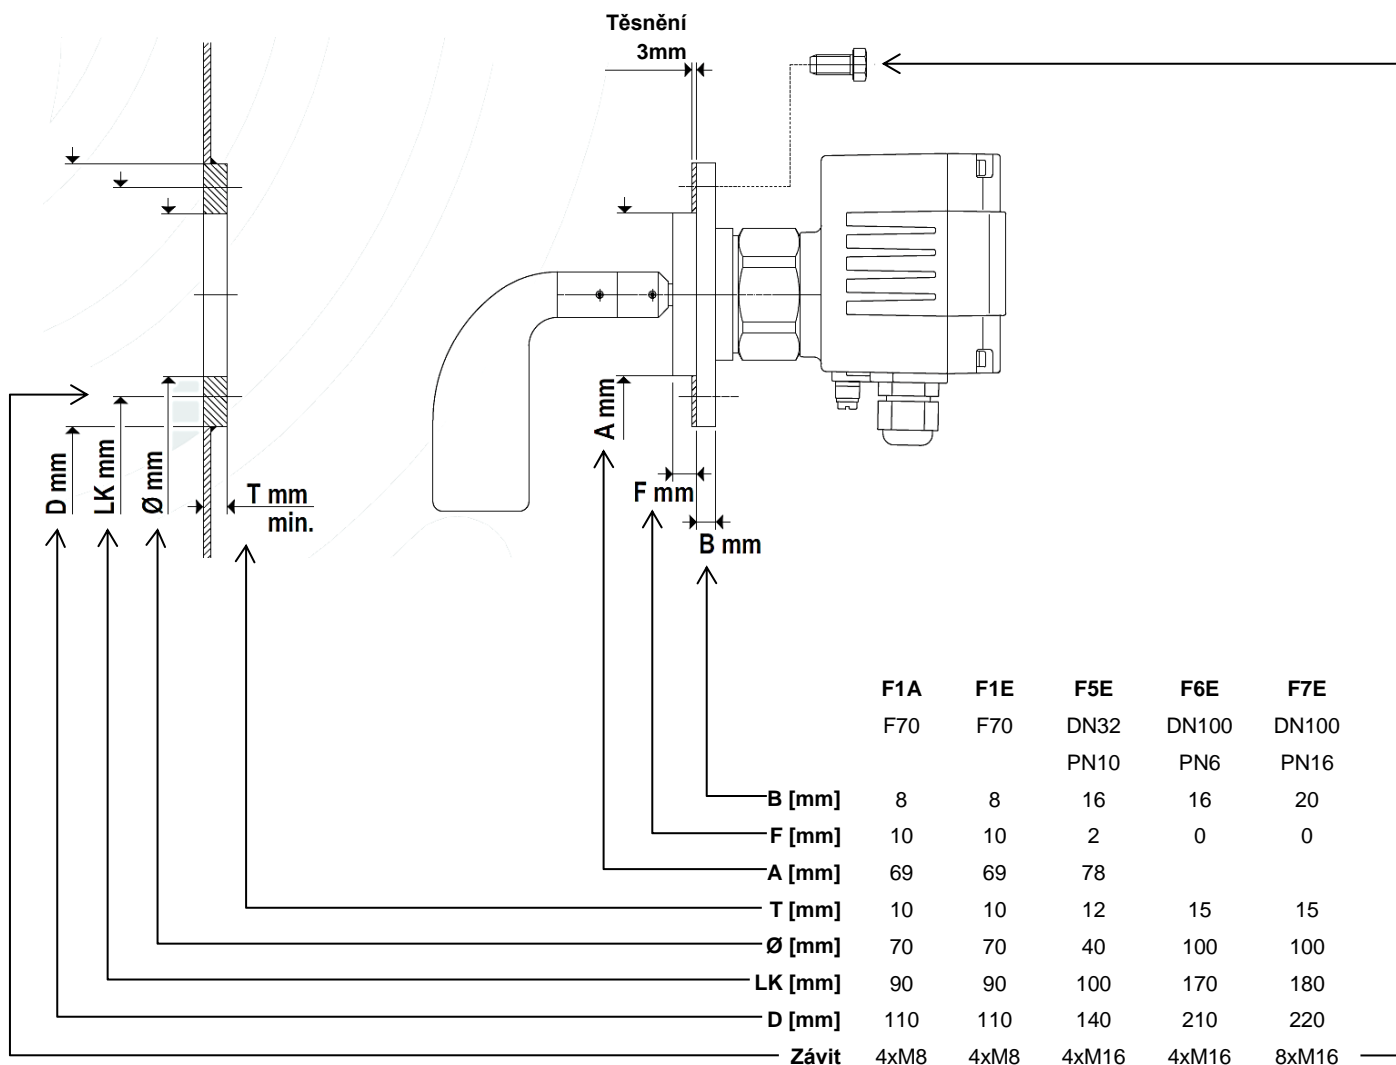 Těsnění
3mm
D mm
LK mm
Ø mm
T mm
min.
A mm
F mm
B mm
F1A F1E F5E F6E F7E
F70 F70 DN32 DN100 DN100
PN10 PN6 PN16
B [mm] 8 8 16 16 20
F [mm] 10 10 2 0 0
A [mm] 69 69 78
T [mm] 10 10 12 15 15
Ø [mm] 70 70 40 100 100
LK [mm] 90 90 100 170 180
D [mm] 110 110 140 210 220
Závit 4xM8 4xM8 4xM16 4xM16 8xM16